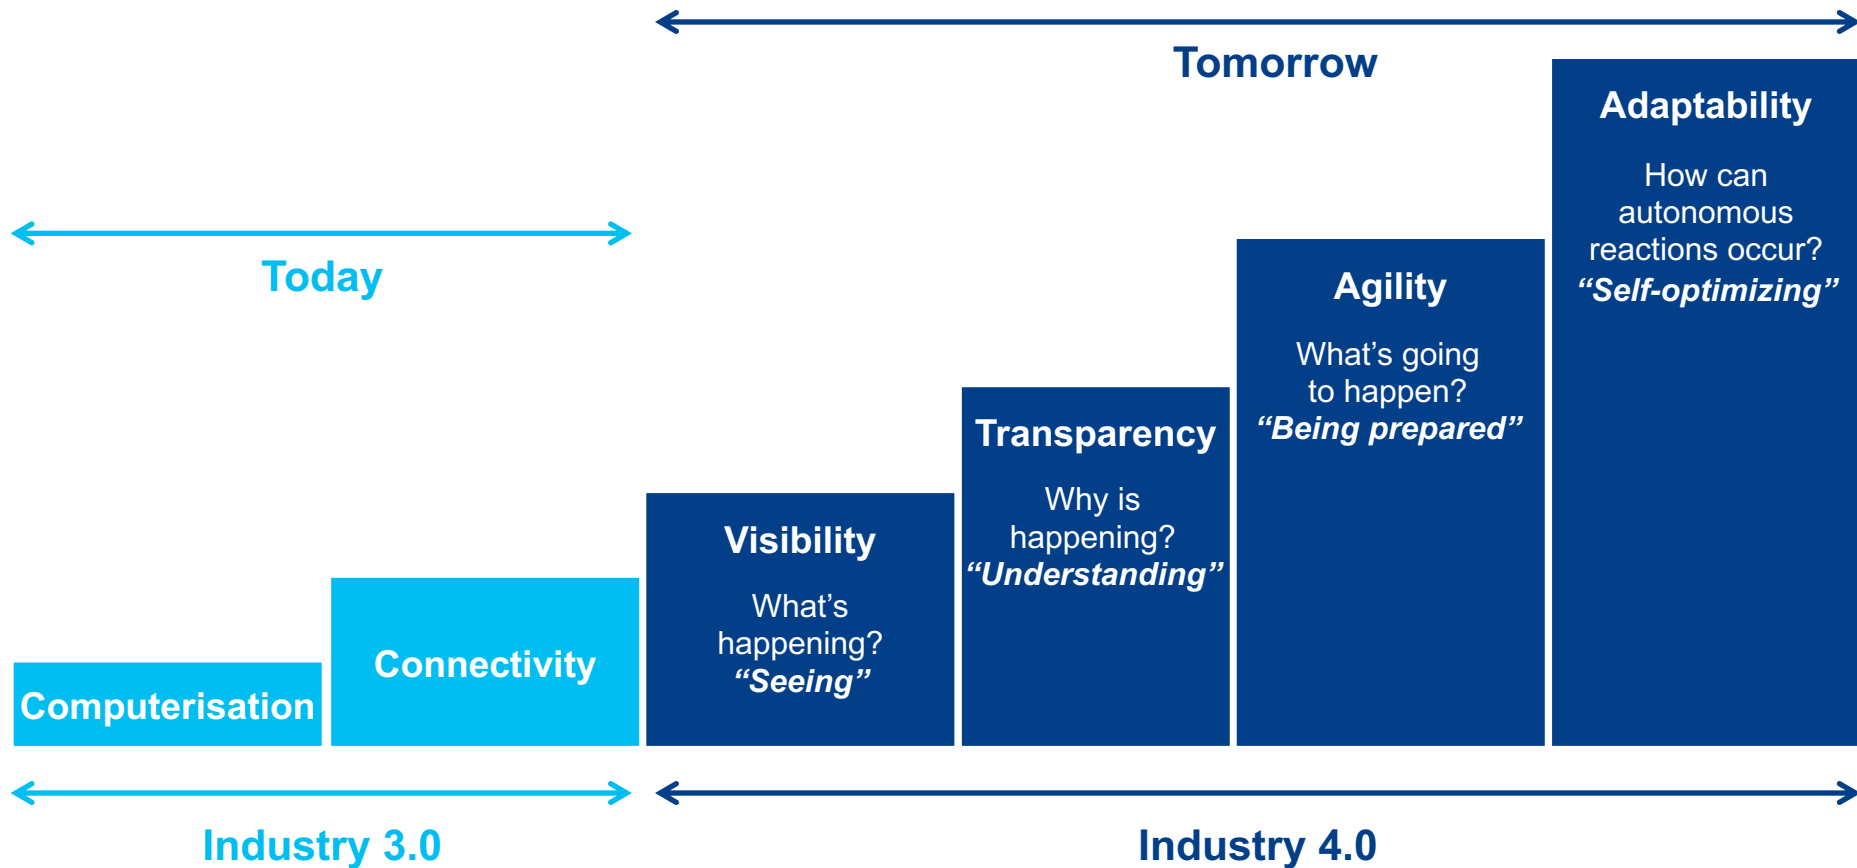 Tomorrow
Today
Computerisation
Connectivity
Visibility
What’s
happening?
“Seeing”
Transparency
Why is
happening?
“Understanding”
Agility
What’s going
to happen?
“Being prepared”
Adaptability
How can
autonomous
reactions occur?
“Self-optimizing”
Industry 3.0
Industry 4.0